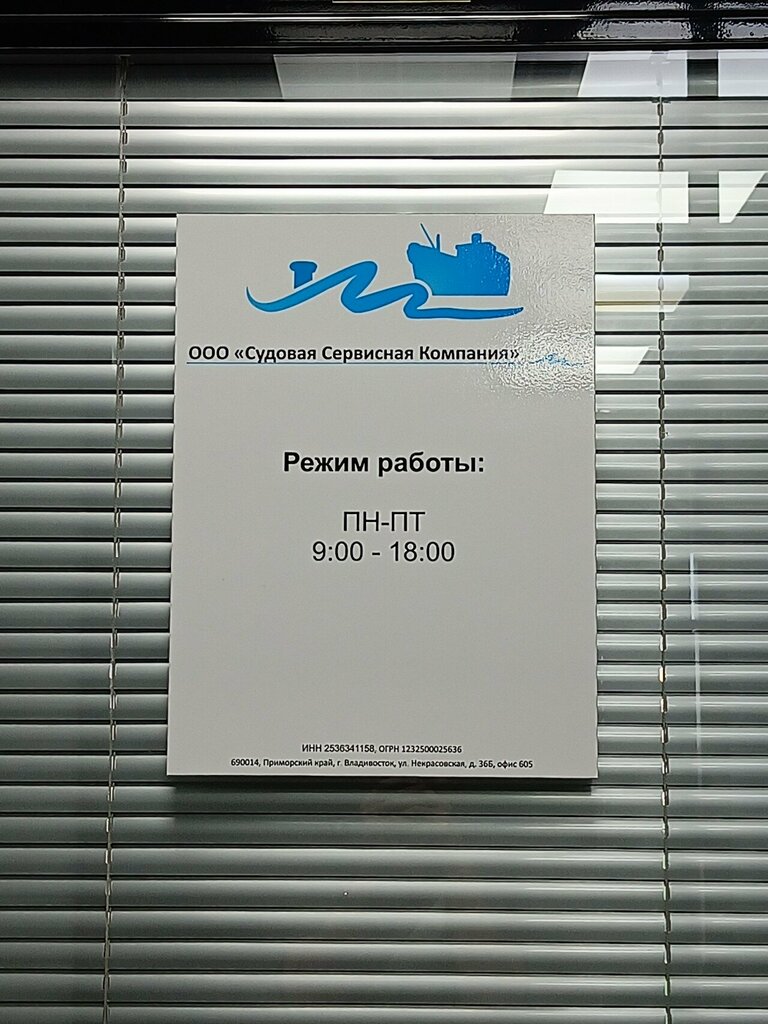 ООО «Судовая Сервисная Компания»
Режим работы:
ПН-ПТ
9:00 - 18:00
ИНН 2536341158, ОГРН 1232500025636
690014, Приморский край, г. Владивосток, ул. Некрасовская, д. 36Б, офис 605